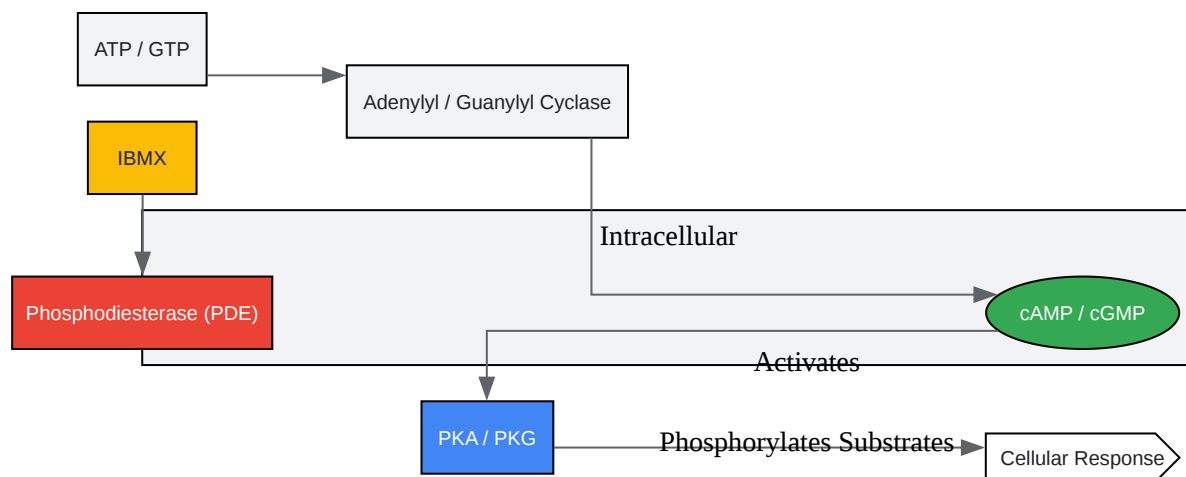 ATP / GTP
Adenylyl / Guanylyl Cyclase
IBMX
Intracellular
Phosphodiesterase (PDE)
cAMP / cGMP
Activates
PKA / PKG
Phosphorylates Substrates
Cellular Response